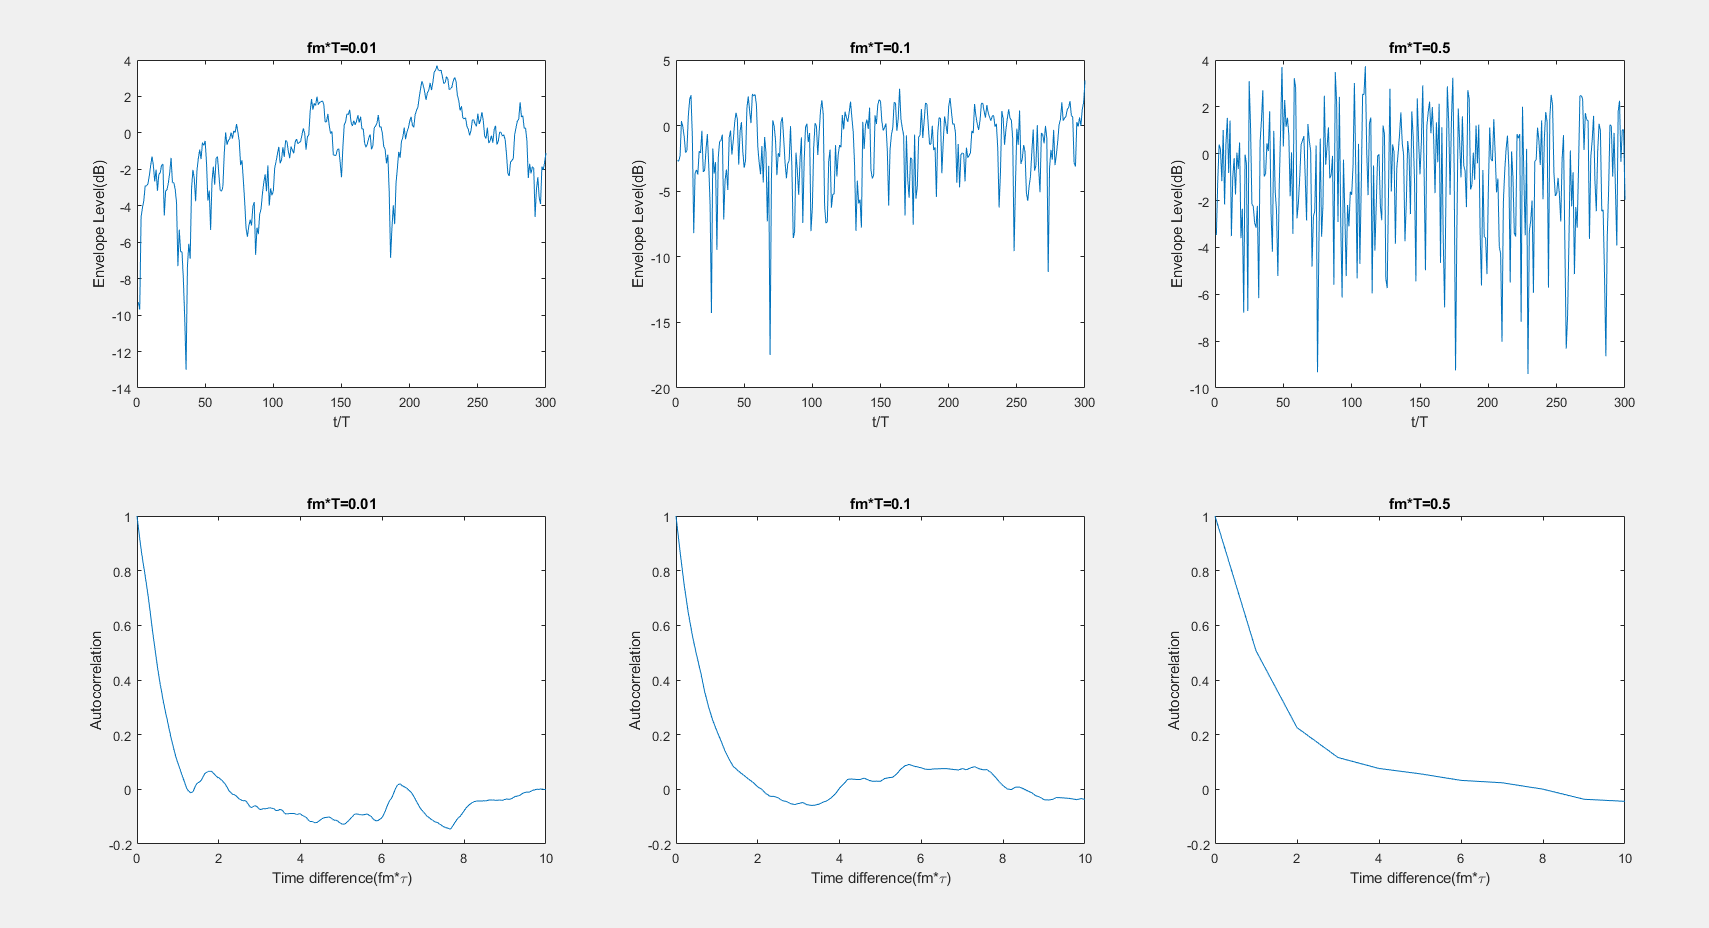 fm*T=0.01
4
2
0
-2
-4
-6
-8
-10
-12
-14
0 50 100 150 200 250 300
Envelope Level(dB)
t/T
fm*T=0.1
5
0
-5
-10
-15
-20
0 50 100 150 200 250 300
Envelope Level(dB)
t/T
fm*T=0.5
4
2
0
-2
-4
-6
-8
-10
0 50 100 150 200 250 300
Envelope Level(dB)
t/T
fm*T=0.01
1
0.8
0.6
0.4
0.2
0
-0.2
0 2 4 6 8 10
Autocorrelation
Time difference(fm*τ)
fm*T=0.1
1
0.8
0.6
0.4
0.2
0
-0.2
0 2 4 6 8 10
Autocorrelation
Time difference(fm*τ)
fm*T=0.5
1
0.8
0.6
0.4
0.2
0
-0.2
0 2 4 6 8 10
Autocorrelation
Time difference(fm*τ)